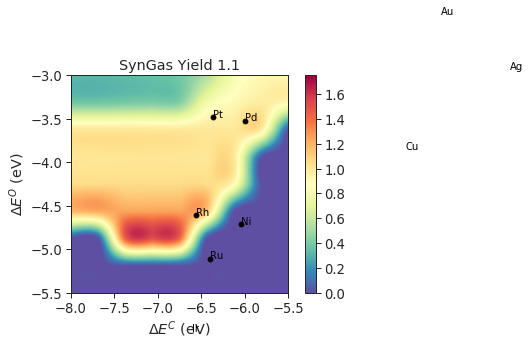 Au
SynGas Yield 1.1
Ag
−3.0
−3.5
−4.0
−4.5
−5.0
−5.5
ΔE^O (eV)
Pt
Pd
Cu
Rh
Ni
Ru
−8.0 −7.5 −7.0 −6.5 −6.0 −5.5
ΔE^C (eV)
Ir
1.6
1.4
1.2
1.0
0.8
0.6
0.4
0.2
0.0